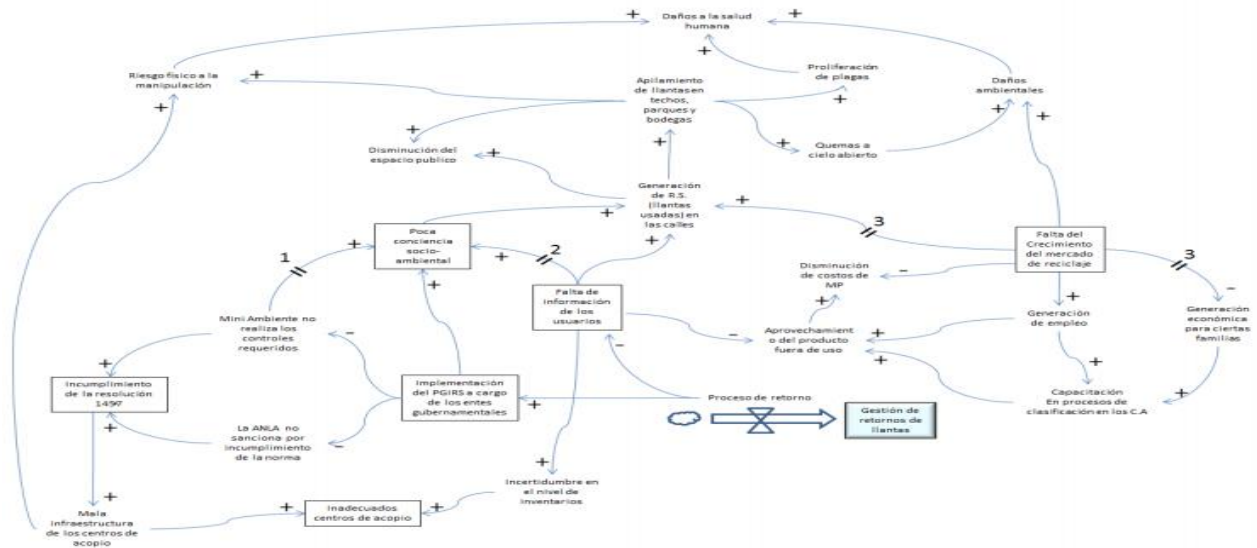 Daños a la salud
humana
Riesgo físico a la
manipulación
Apilamiento
de llantas en
techos,
parques y
bodegas
Proliferación
de plagas
Daños
ambientales
Disminución del
espacio publico
Quemas a
cielo abierto
Generación
de R.S.
(llantas
usadas) en
las calles
Poca
conciencia
socio-
ambiental
1
2
3
3
Falta del
Crecimiento
del mercado
de reciclaje
Disminución
de costos de
MP
Falta de
Información
de los
usuarios
Mini Ambiente no
realiza los
controles
requeridos
Aprovechamient
o del producto
fuera de uso
Generación
de empleo
Generación
económica
para ciertas
familias
Incumplimiento
de la resolución
1457
Implementación
del PGIRS a cargo
de los entes
gubernamentales
Proceso de retorno
Capacitación
En procesos de
clasificación en los C.A
Gestión de
retornos de
llantas
La ANLA no
sanciona por
incumplimiento
de la norma
Incertidumbre en
el nivel de
inventarios
Mala
infraestructura
de los centros de
acopio
Inadecuados
centros de acopio